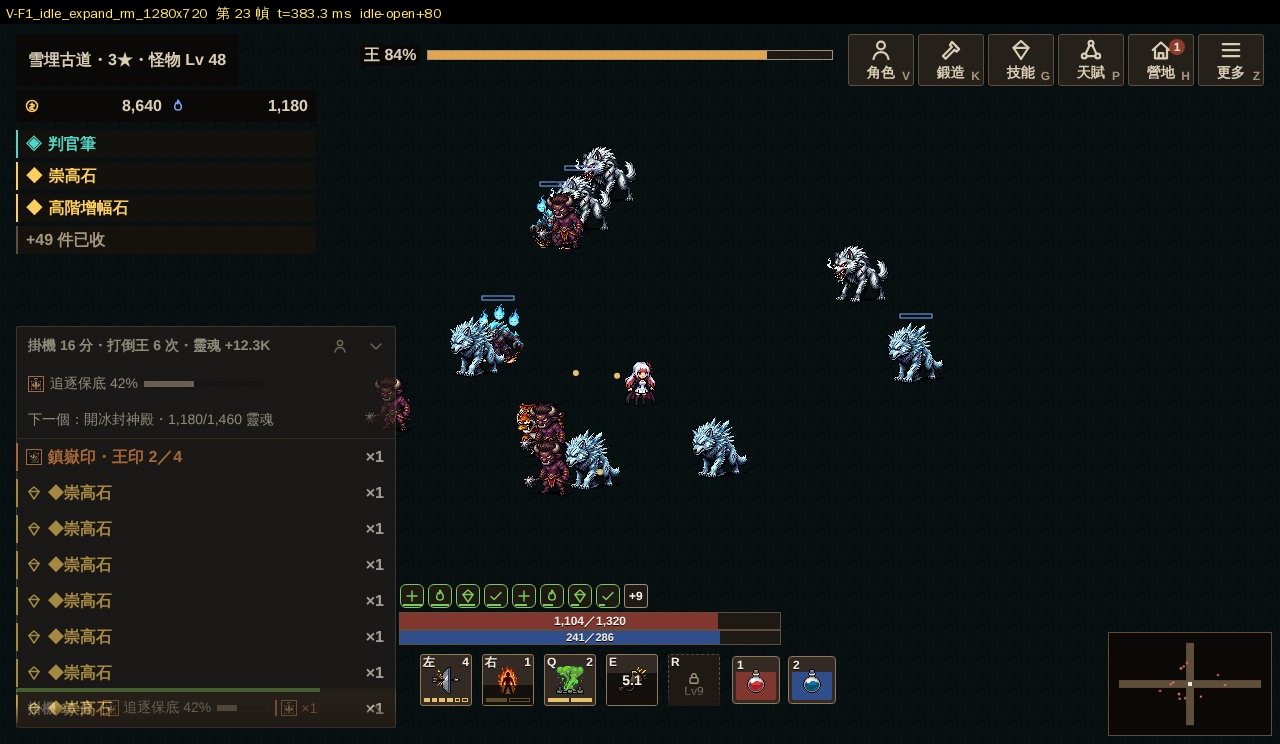 V-F1_idle_expand_rm_1280x720 第 23 幀 t=383.3 ms idle-open+80
雪埋古道・3★・怪物 Lv 48
王 84%
角色 V
鍛造 K
技能 G
天賦 P
營地 H 1
更多 Z
8,640 1,180
判官筆
崇高石
高階增幅石
+49 件已收
掛機 16 分・打倒王 6 次・靈魂 +12.3K
追逐保底 42%
下一個：開冰封神殿・1,180/1,460 靈魂
鎮嶽印・王印 2／4 ×1
◆崇高石 ×1
◆崇高石 ×1
◆崇高石 ×1
◆崇高石 ×1
◆崇高石 ×1
◆崇高石 ×1
◆崇高石 ×1
追逐保底 42% ×1
+9
1,104／1,320
241／286
左 4
右 1
Q 2
E 5.1
R Lv9
1
2